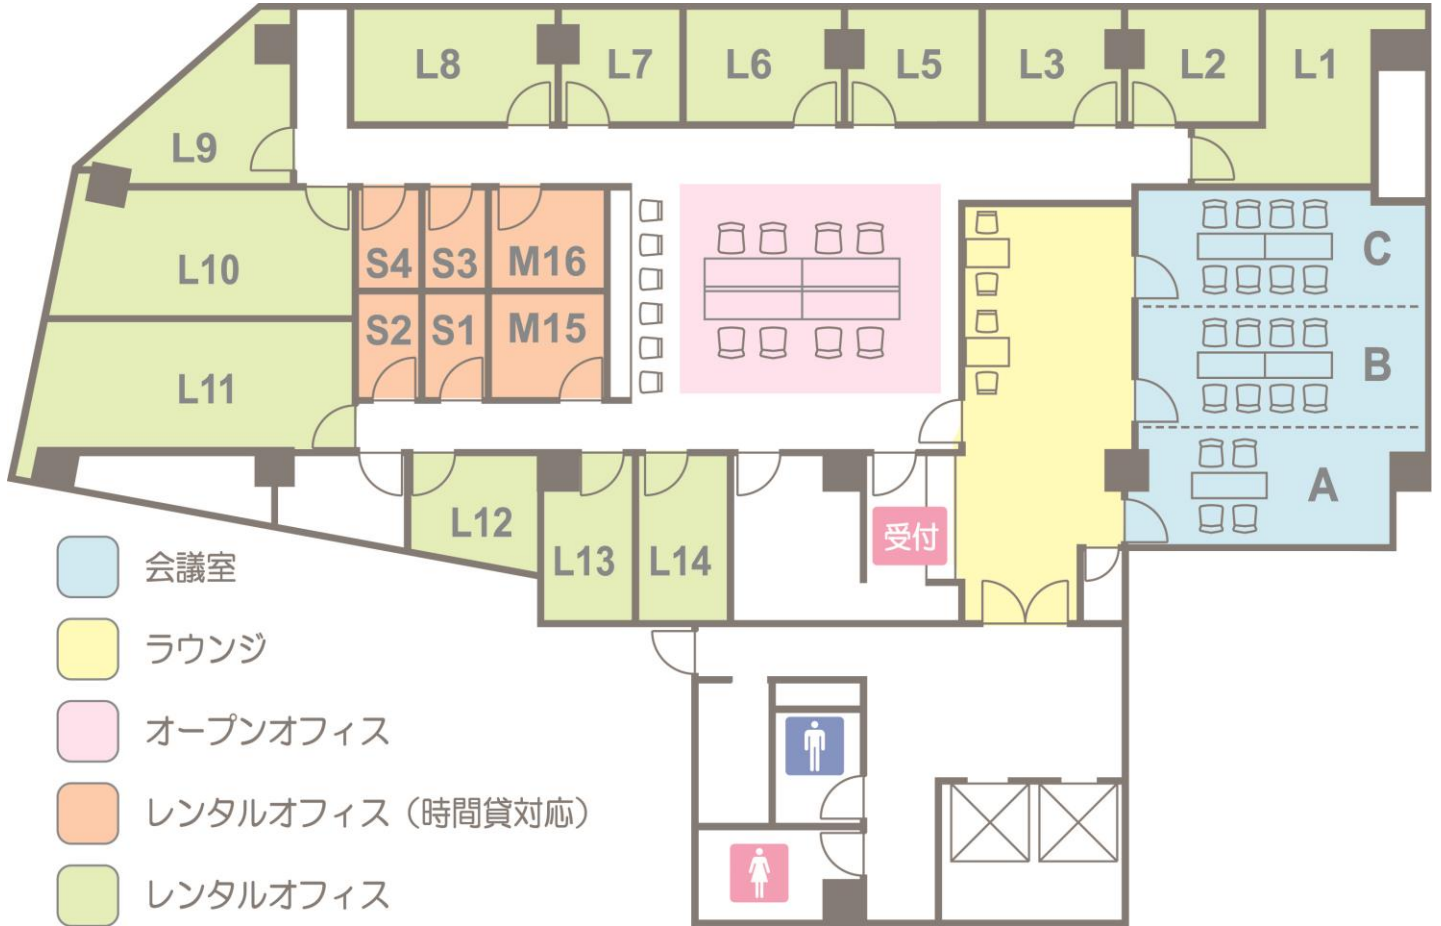 L8
L7
L6
L5
L3
L2
L1
L9
L10
S4
S3
M16
C
S2
S1
M15
B
L11
A
L12
L13
L14
受付
会議室
ラウンジ
オープンオフィス
レンタルオフィス（時間貸対応）
レンタルオフィス